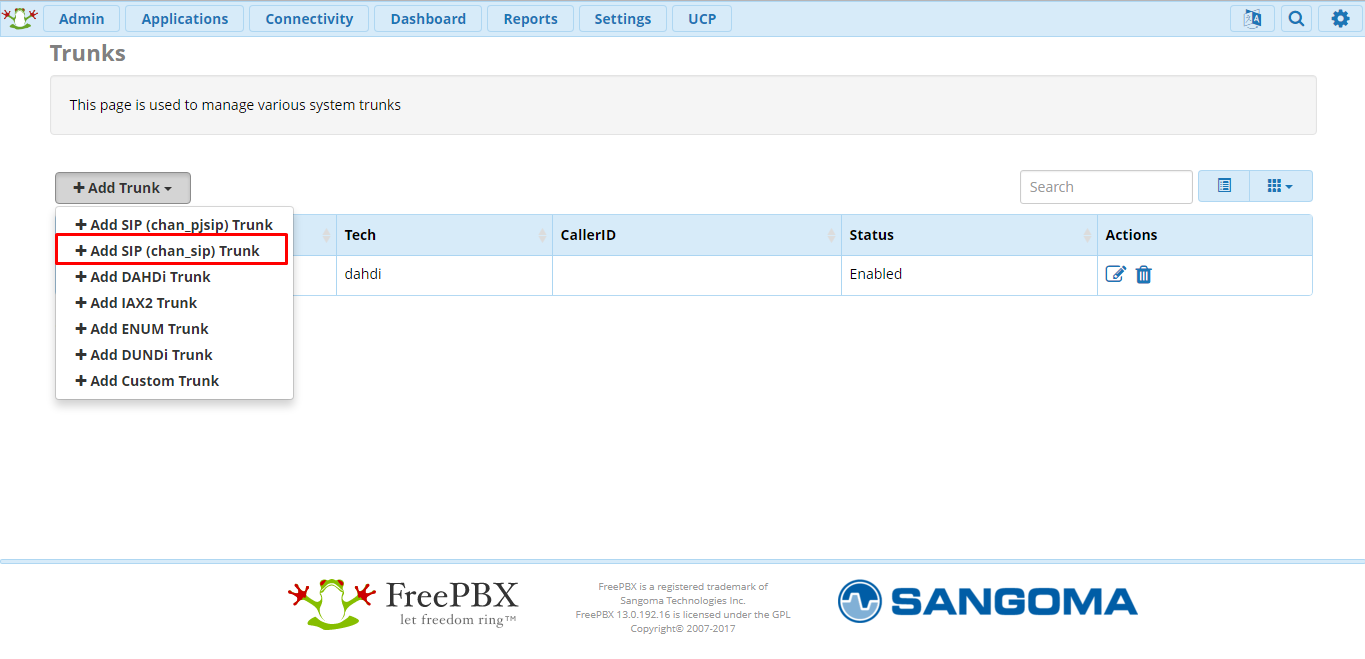 Admin Applications Connectivity Dashboard Reports Settings UCP
Trunks
This page is used to manage various system trunks
Add Trunk
Search
Add SIP (chan_pjsip) Trunk
Add SIP (chan_sip) Trunk
Add DAHDi Trunk
Add IAX2 Trunk
Add ENUM Trunk
Add DUNDi Trunk
Add Custom Trunk
Tech CallerID Status Actions
dahdi Enabled
FreePBX
let freedom ring™
FreePBX is a registered trademark of
Sangoma Technologies Inc.
FreePBX 13.0.192.16 is licensed under the GPL
Copyright© 2007-2017
SANGOMA